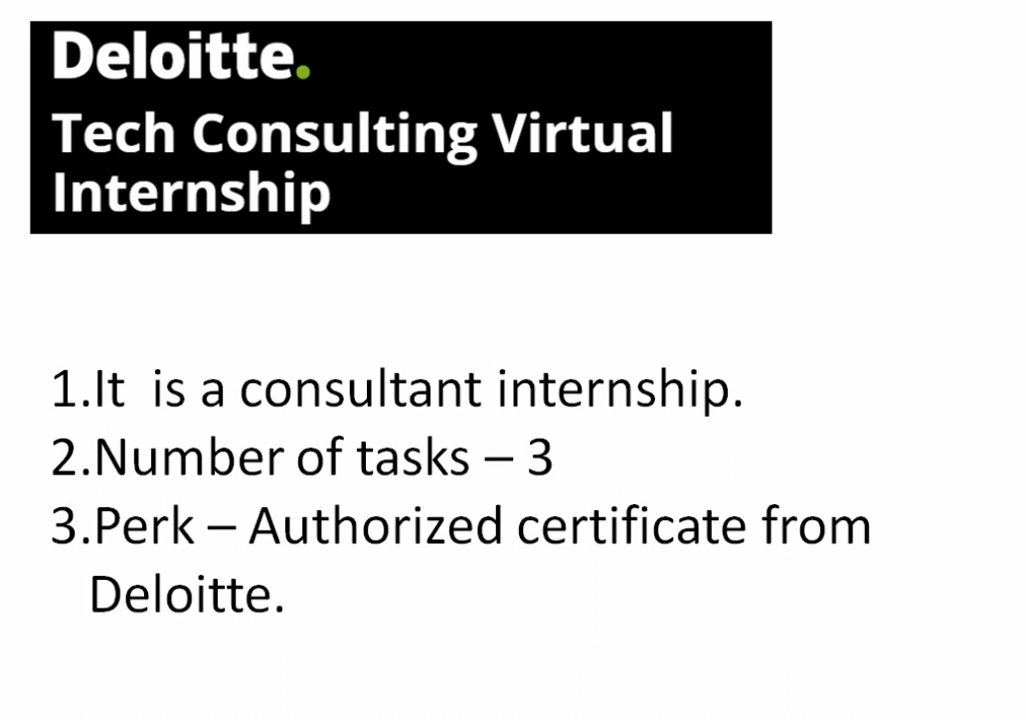 Deloitte.
Tech Consulting Virtual
Internship
1.It  is a consultant internship.
2.Number of tasks – 3
3.Perk – Authorized certificate from
Deloitte.